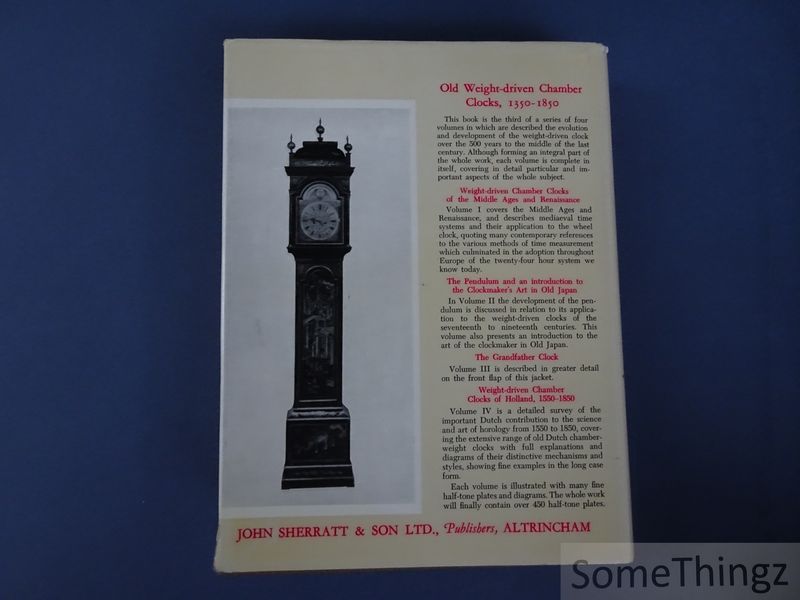 Old Weight-driven Chamber
Clocks, 1350-1850
This book is the third of a series of four
volumes in which are described the evolution
and development of the weight-driven clock
over the 500 years to the middle of the last
century. Although forming an integral part of
the whole work, each volume is complete in
itself, covering in detail particular and im-
portant aspects of the whole subject.
Weight-driven Chamber Clocks
of the Middle Ages and Renaissance
Volume I covers the Middle Ages and
Renaissance, and describes mediaeval time
systems and their application to the wheel
clock, quoting many contemporary references
to the various methods of time measurement
which culminated in the adoption throughout
Europe of the twenty-four hour system we
know today.
The Pendulum and an introduction to
the Clockmaker's Art in Old Japan
In Volume II the development of the pen-
dulum is discussed in relation to its applica-
tion to the weight-driven clocks of the
seventeenth to nineteenth centuries. This
volume also presents an introduction to the
art of the clockmaker in Old Japan.
The Grandfather Clock
Volume III is described in greater detail
on the front flap of this jacket.
Weight-driven Chamber
Clocks of Holland, 1550-1850
Volume IV is a detailed survey of the
important Dutch contribution to the science
and art of horology from 1550 to 1850, cover-
ing the extensive range of old Dutch chamber-
weight clocks with full explanations and
diagrams of their distinctive mechanisms and
styles, showing fine examples in the long case
form.
Each volume is illustrated with many fine
half-tone plates and diagrams. The whole work
will finally contain over 450 half-tone plates.
JOHN SHERRATT & SON LTD., Publishers, ALTRINCHAM
SomeThingz